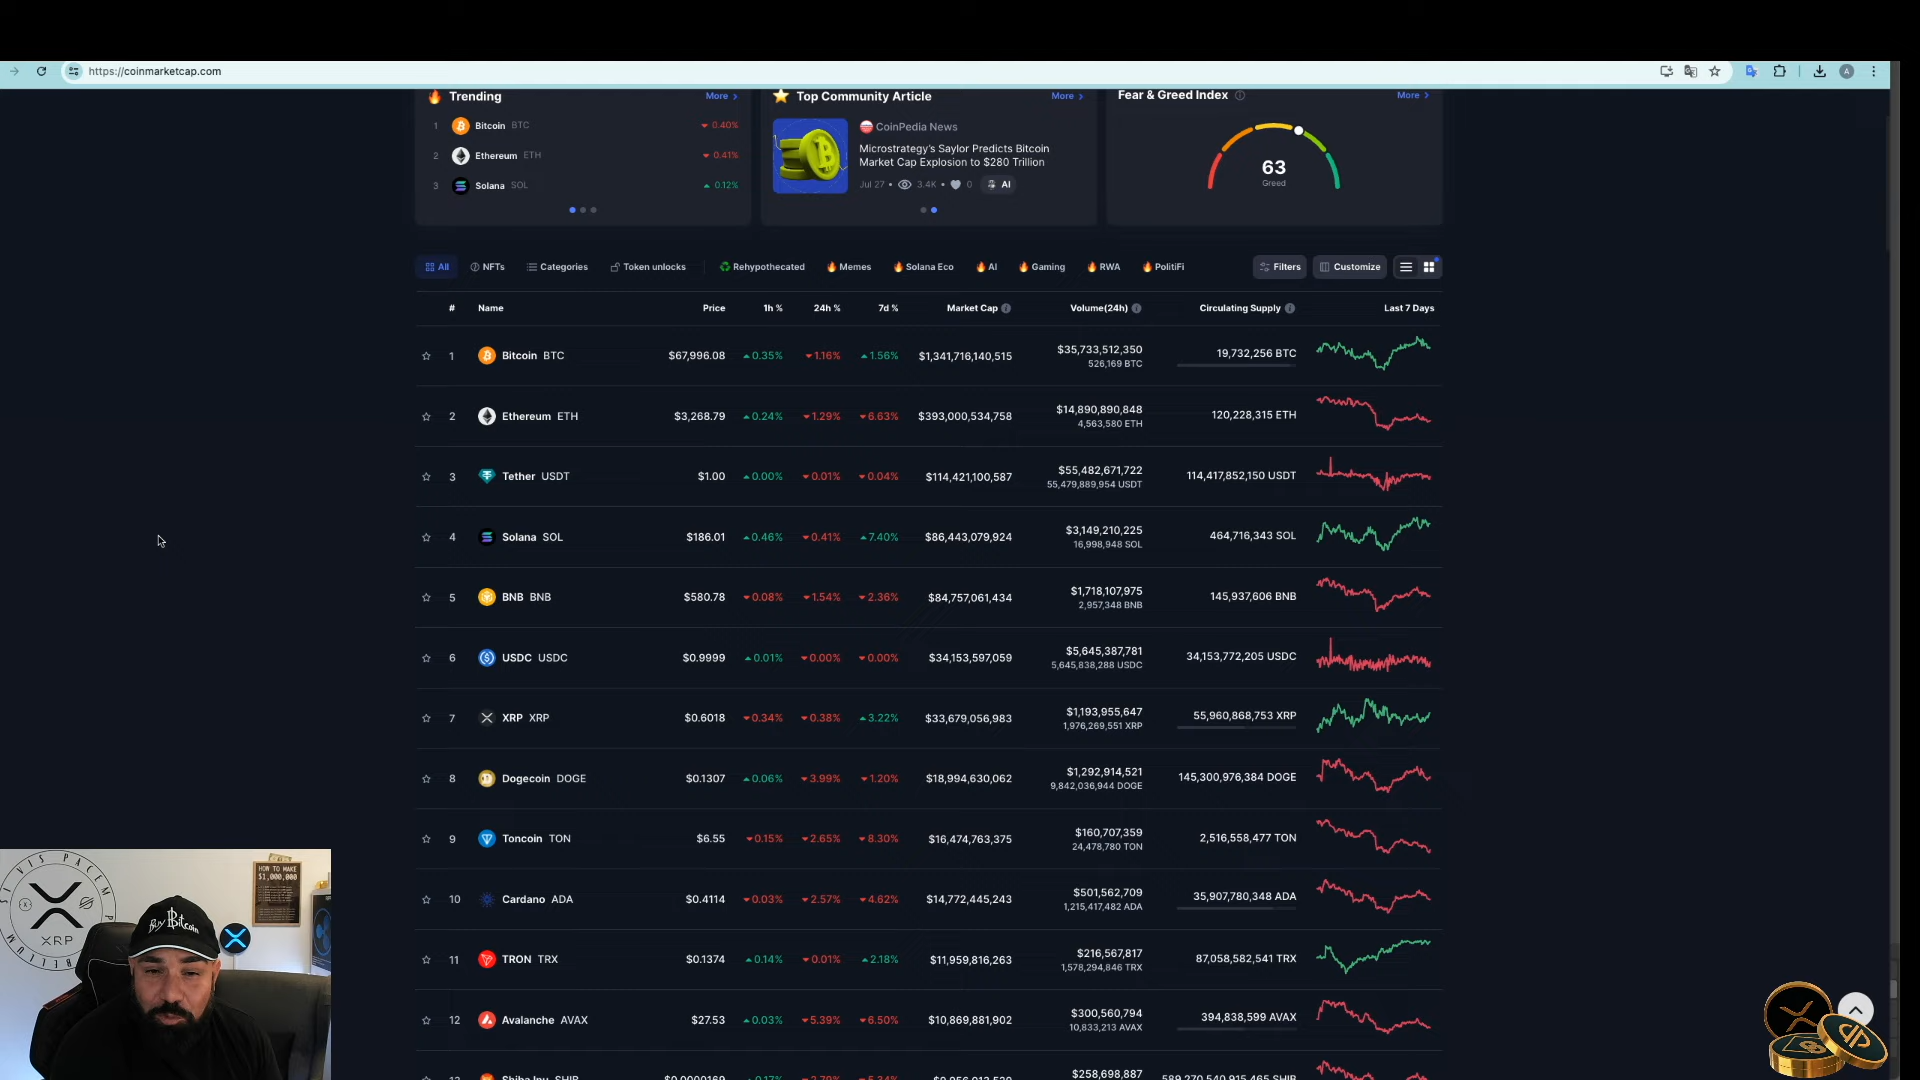 https://coinmarketcap.com
A
Trending
More >
1 Bitcoin BTC 0.40%
2 Ethereum ETH 0.41%
3 Solana SOL 0.12%
Top Community Article
More >
CoinPedia News
Microstrategy's Saylor Predicts Bitcoin
Market Cap Explosion to $280 Trillion
Jul 27 • 3.4K • 0 AI
Fear & Greed Index
More >
63
Greed
All NFTs Categories Token unlocks Rehypothecated Memes Solana Eco AI Gaming RWA PolitiFi Filters Customize
# Name Price 1h % 24h % 7d % Market Cap Volume(24h) Circulating Supply Last 7 Days
1 Bitcoin BTC $67,996.08 0.35% 1.16% 1.56% $1,341,716,140,515 $35,733,512,350 19,732,256 BTC
526,169 BTC
2 Ethereum ETH $3,268.79 0.24% 1.29% 6.63% $393,000,534,758 $14,890,890,848 120,228,315 ETH
4,563,580 ETH
3 Tether USDT $1.00 0.00% 0.01% 0.04% $114,421,100,587 $55,482,671,722 114,417,852,150 USDT
55,479,889,954 USDT
4 Solana SOL $186.01 0.46% 0.41% 7.40% $86,443,079,924 $3,149,210,225 464,716,343 SOL
16,998,948 SOL
5 BNB BNB $580.78 0.08% 1.54% 2.36% $84,757,061,434 $1,718,107,975 145,937,606 BNB
2,957,348 BNB
6 USDC USDC $0.9999 0.01% 0.00% 0.00% $34,153,597,059 $5,645,387,781 34,153,772,205 USDC
5,645,838,288 USDC
7 XRP XRP $0.6018 0.34% 0.38% 3.22% $33,679,056,983 $1,193,955,647 55,960,868,753 XRP
1,976,269,551 XRP
8 Dogecoin DOGE $0.1307 0.06% 3.99% 1.20% $18,994,630,062 $1,292,914,521 145,300,976,384 DOGE
9,842,036,944 DOGE
9 Toncoin TON $6.55 0.15% 2.65% 8.30% $16,474,763,375 $160,707,359 2,516,558,477 TON
24,478,780 TON
10 Cardano ADA $0.4114 0.03% 2.57% 4.62% $14,772,445,243 $501,562,709 35,907,780,348 ADA
1,215,417,482 ADA
11 TRON TRX $0.1374 0.14% 0.01% 2.18% $11,959,816,263 $216,567,817 87,058,582,541 TRX
1,578,294,846 TRX
12 Avalanche AVAX $27.53 0.03% 5.39% 6.50% $10,869,881,902 $300,560,794 394,838,599 AVAX
10,833,213 AVAX
Shiba Inu SHIB $258,698,887
SI VIS PACEM
BELLUM
XRP
HOW TO MAKE
$1,000,000
Buy Bitcoin